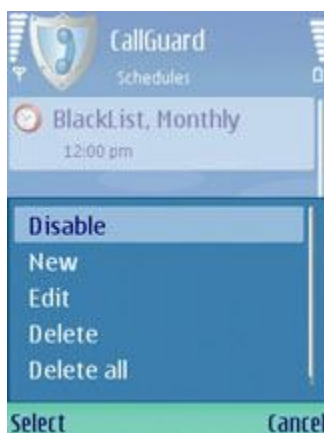 CallGuard
Schedules
BlackList, Monthly
12:00 pm
Disable
New
Edit
Delete
Delete all
Select Cancel